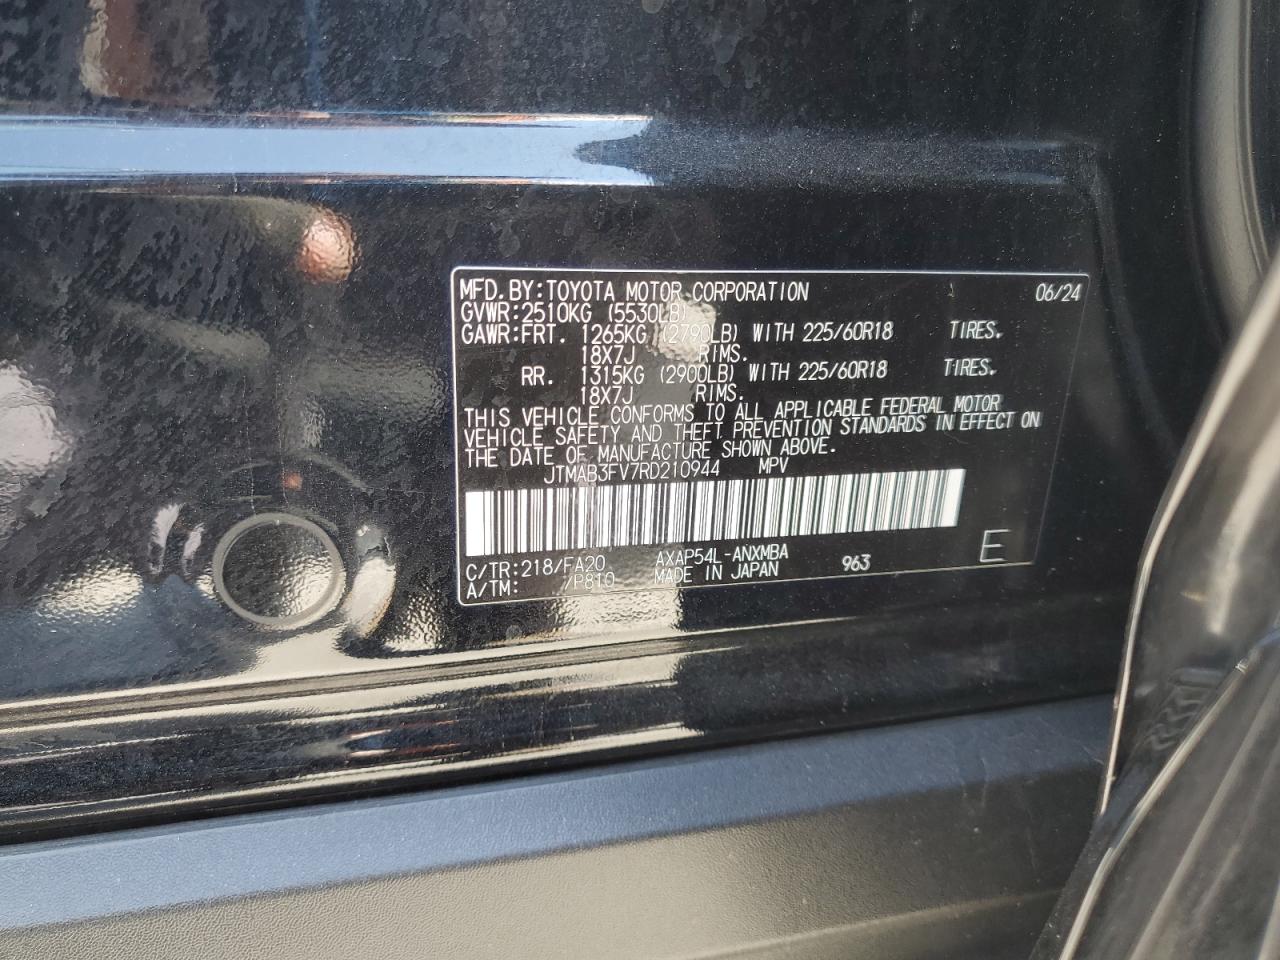 MFD. BY: TOYOTA MOTOR CORPORATION 06/24
GVWR: 2510KG (5530LB)
GAWR: FRT. 1265KG (2790LB) WITH 225/60R18 TIRES.
18X7J RIMS.
RR. 1315KG (2900LB) WITH 225/60R18 TIRES.
18X7J RIMS.
THIS VEHICLE CONFORMS TO ALL APPLICABLE FEDERAL MOTOR
VEHICLE SAFETY AND THEFT PREVENTION STANDARDS IN EFFECT ON
THE DATE OF MANUFACTURE SHOWN ABOVE.
JTMAB3FV7RD210944 MPV
C/TR: 218/FA20 AXAP54L-ANXMBA
A/TM: /P810 MADE IN JAPAN 963 E